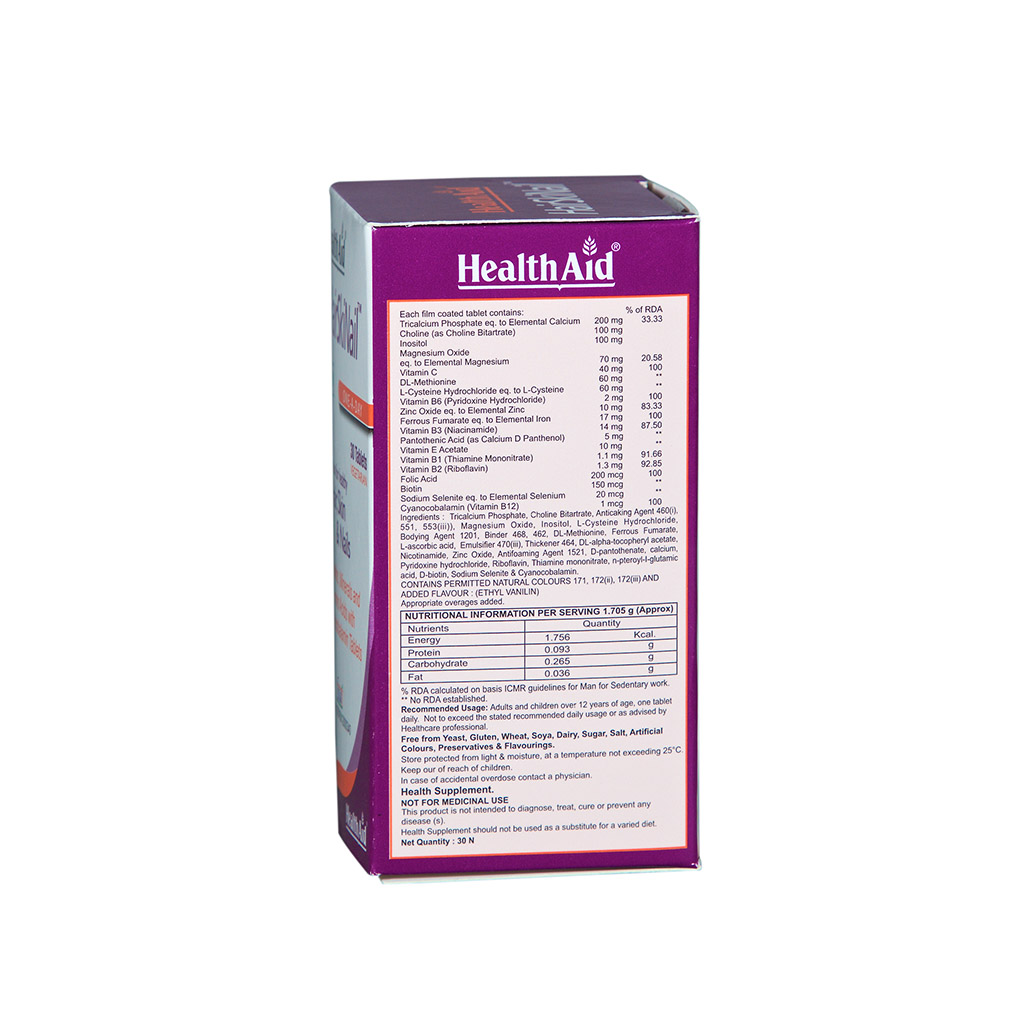 HealthAid®
Each film coated tablet contains: % of RDA
Tricalcium Phosphate eq. to Elemental Calcium 200 mg 33.33
Choline (as Choline Bitartrate) 100 mg
Inositol 100 mg
Magnesium Oxide
eq. to Elemental Magnesium 70 mg 20.58
Vitamin C 40 mg 100
DL-Methionine 60 mg **
L-Cysteine Hydrochloride eq. to L-Cysteine 60 mg **
Vitamin B6 (Pyridoxine Hydrochloride) 2 mg 100
Zinc Oxide eq. to Elemental Zinc 10 mg 83.33
Ferrous Fumarate eq. to Elemental Iron 17 mg 100
Vitamin B3 (Niacinamide) 14 mg 87.50
Pantothenic Acid (as Calcium D Panthenol) 5 mg **
Vitamin E Acetate 10 mg **
Vitamin B1 (Thiamine Mononitrate) 1.1 mg 91.66
Vitamin B2 (Riboflavin) 1.3 mg 92.85
Folic Acid 200 mcg 100
Biotin 150 mcg **
Sodium Selenite eq. to Elemental Selenium 20 mcg **
Cyanocobalamin (Vitamin B12) 1 mcg 100
Ingredients : Tricalcium Phosphate, Choline Bitartrate, Anticaking Agent 460(i),
551, 553(iii)), Magnesium Oxide, Inositol, L-Cysteine Hydrochloride,
Bodying Agent 1201, Binder 468, 462, DL-Methionine, Ferrous Fumarate,
L-ascorbic acid, Emulsifier 470(iii), Thickener 464, DL-alpha-tocopheryl acetate,
Nicotinamide, Zinc Oxide, Antifoaming Agent 1521, D-pantothenate, calcium,
Pyridoxine hydrochloride, Riboflavin, Thiamine mononitrate, n-pteroyl-l-glutamic
acid, D-biotin, Sodium Selenite & Cyanocobalamin.
CONTAINS PERMITTED NATURAL COLOURS 171, 172(ii), 172(iii) AND
ADDED FLAVOUR : (ETHYL VANILIN)
Appropriate overages added.
NUTRITIONAL INFORMATION PER SERVING 1.705 g (Approx)
Nutrients Quantity
Energy 1.756 Kcal.
Protein 0.093 g
Carbohydrate 0.265 g
Fat 0.036 g
% RDA calculated on basis ICMR guidelines for Man for Sedentary work.
** No RDA established.
Recommended Usage: Adults and children over 12 years of age, one tablet
daily. Not to exceed the stated recommended daily usage or as advised by
Healthcare professional.
Free from Yeast, Gluten, Wheat, Soya, Dairy, Sugar, Salt, Artificial
Colours, Preservatives & Flavourings.
Store protected from light & moisture, at a temperature not exceeding 25°C.
Keep our of reach of children.
In case of accidental overdose contact a physician.
Health Supplement.
NOT FOR MEDICINAL USE
This product is not intended to diagnose, treat, cure or prevent any
disease (s).
Health Supplement should not be used as a substitute for a varied diet.
Net Quantity : 30 N
ONE-A-DAY
30 Tablets
VEGETARIAN
Skin
& Nails
Minerals and
with
Tablets
HealthAid